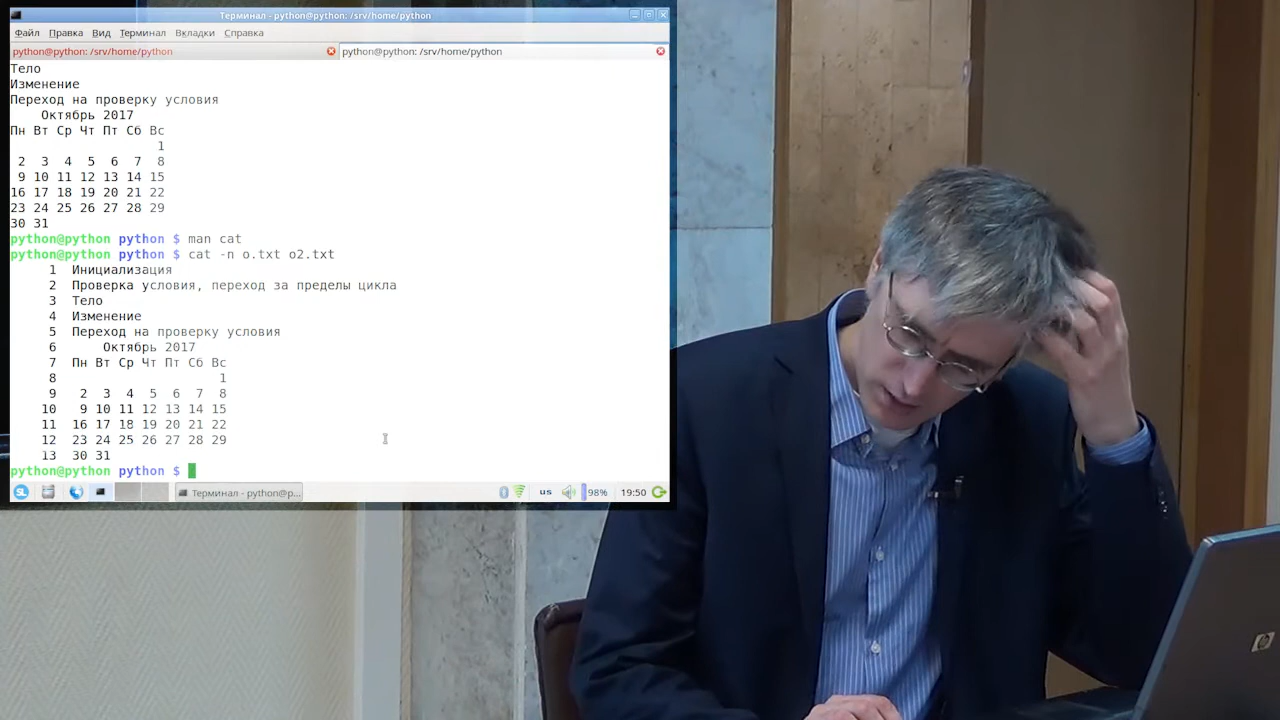 Терминал - python@python: /srv/home/python
Файл Правка Вид Терминал Вкладки Справка
python@python: /srv/home/python python@python: /srv/home/python
Тело
Изменение
Переход на проверку условия
Октябрь 2017
Пн Вт Ср Чт Пт Сб Вс
1
2 3 4 5 6 7 8
9 10 11 12 13 14 15
16 17 18 19 20 21 22
23 24 25 26 27 28 29
30 31
python@python python $ man cat
python@python python $ cat -n o.txt o2.txt
1 Инициализация
2 Проверка условия, переход за пределы цикла
3 Тело
4 Изменение
5 Переход на проверку условия
6 Октябрь 2017
7 Пн Вт Ср Чт Пт Сб Вс
8 1
9 2 3 4 5 6 7 8
10 9 10 11 12 13 14 15
11 16 17 18 19 20 21 22
12 23 24 25 26 27 28 29
13 30 31
python@python python $
Терминал - python@p... us 98% 19:50
hp